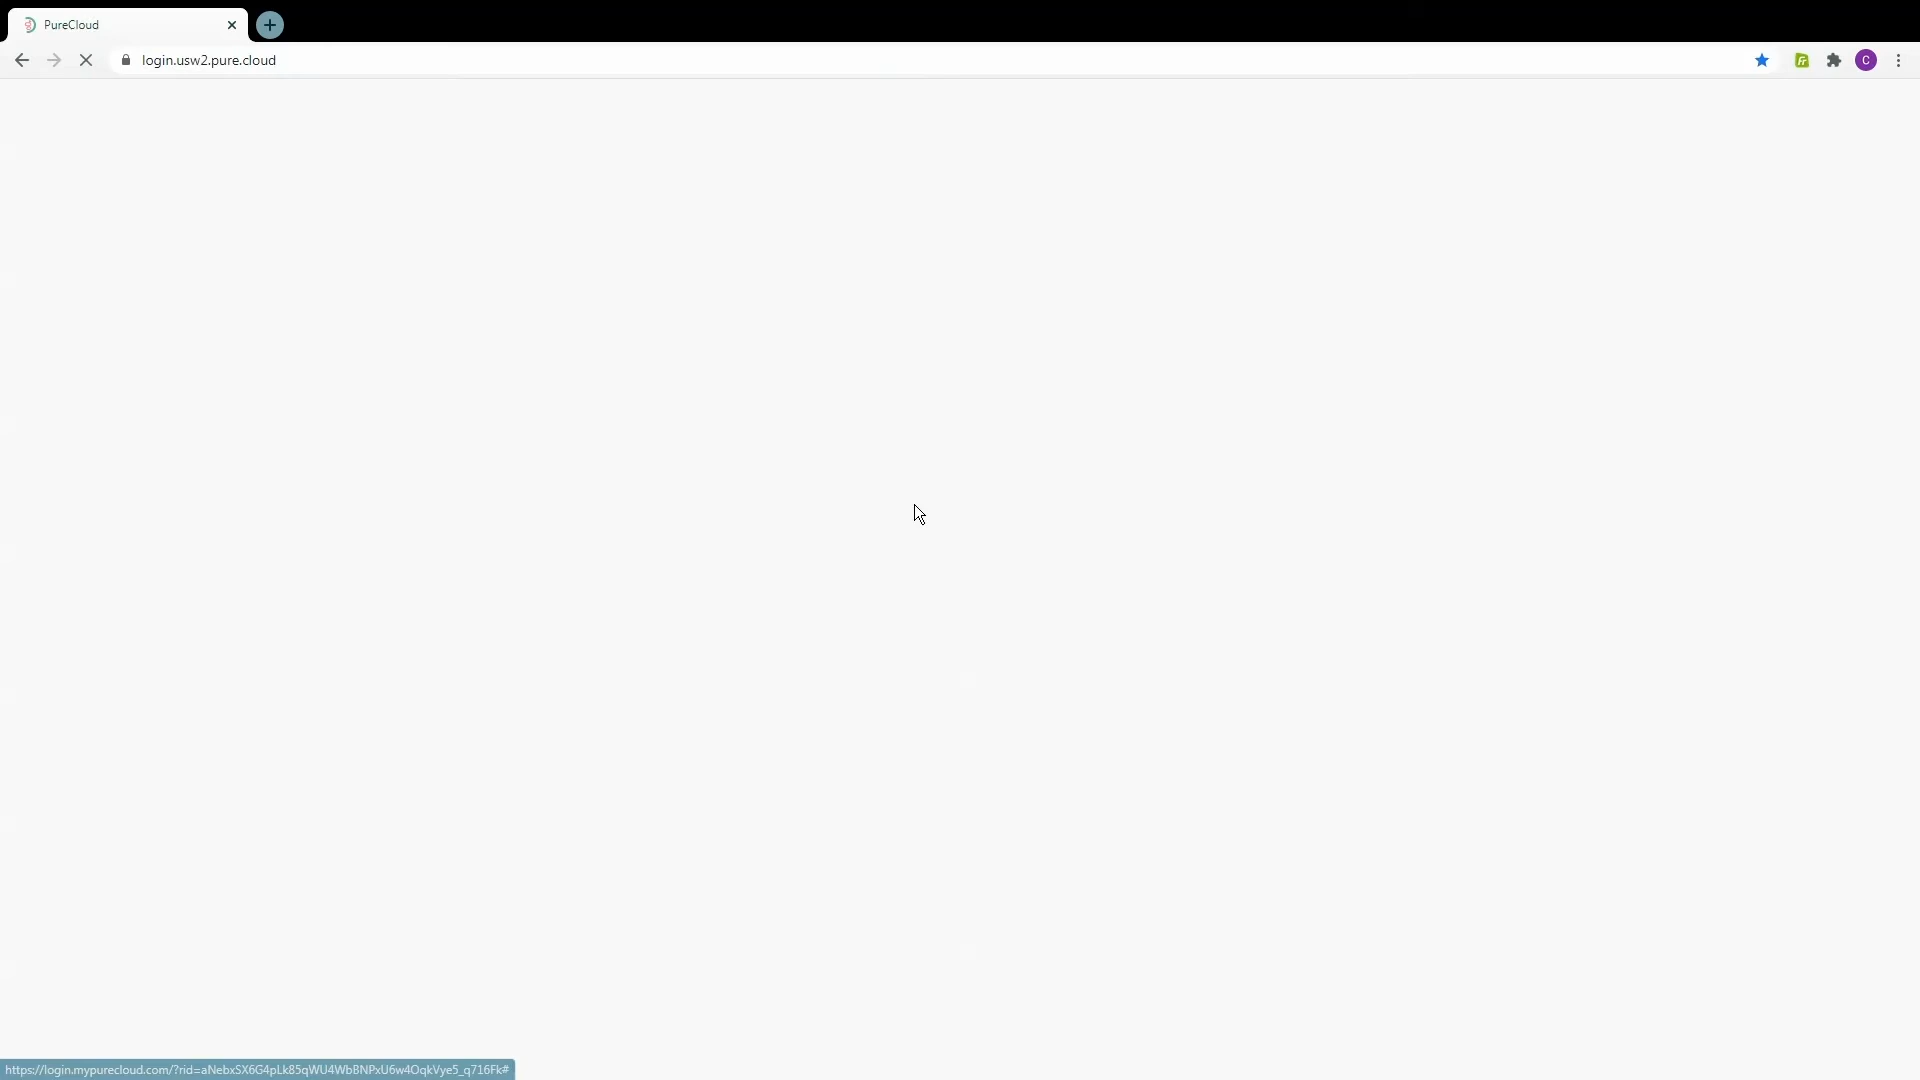 PureCloud
login.usw2.pure.cloud
C
https://login.mypurecloud.com/?rid=aNebxSX6G4pLk85qWU4WbBNPxU6w4OqkVye5_q716Fk#